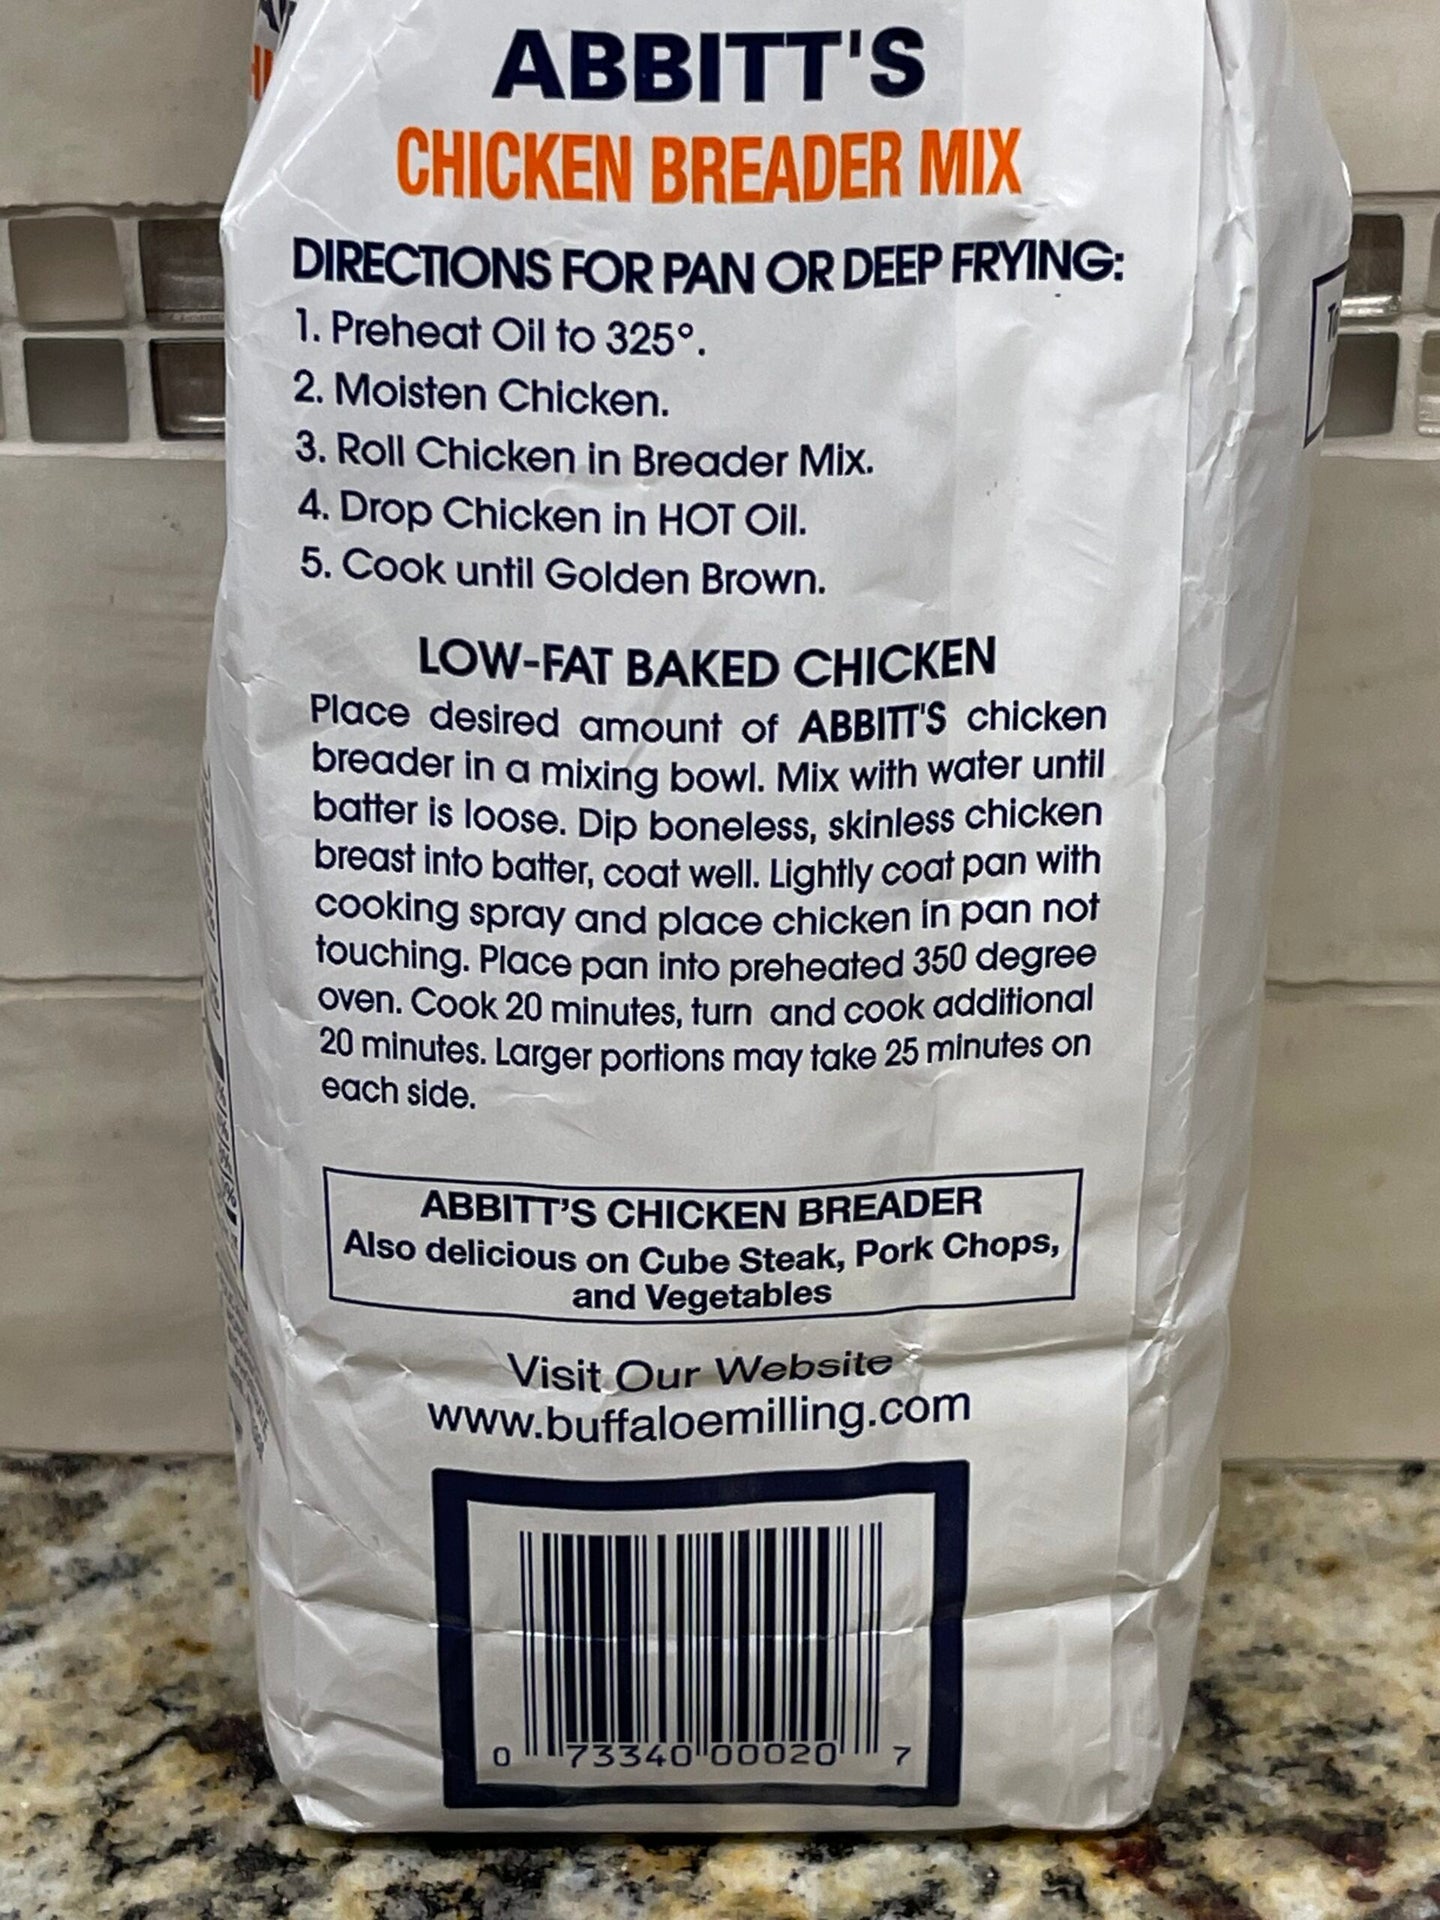 ABBITT'S
CHICKEN BREADER MIX
DIRECTIONS FOR PAN OR DEEP FRYING:
1. Preheat Oil to 325°.
2. Moisten Chicken.
3. Roll Chicken in Breader Mix.
4. Drop Chicken in HOT Oil.
5. Cook until Golden Brown.
LOW-FAT BAKED CHICKEN
Place desired amount of ABBITT'S chicken
breader in a mixing bowl. Mix with water until
batter is loose. Dip boneless, skinless chicken
breast into batter, coat well. Lightly coat pan with
cooking spray and place chicken in pan not
touching. Place pan into preheated 350 degree
oven. Cook 20 minutes, turn and cook additional
20 minutes. Larger portions may take 25 minutes on
each side.
ABBITT'S CHICKEN BREADER
Also delicious on Cube Steak, Pork Chops,
and Vegetables
Visit Our Website
www.buffaloemilling.com
0 73340 00020 7